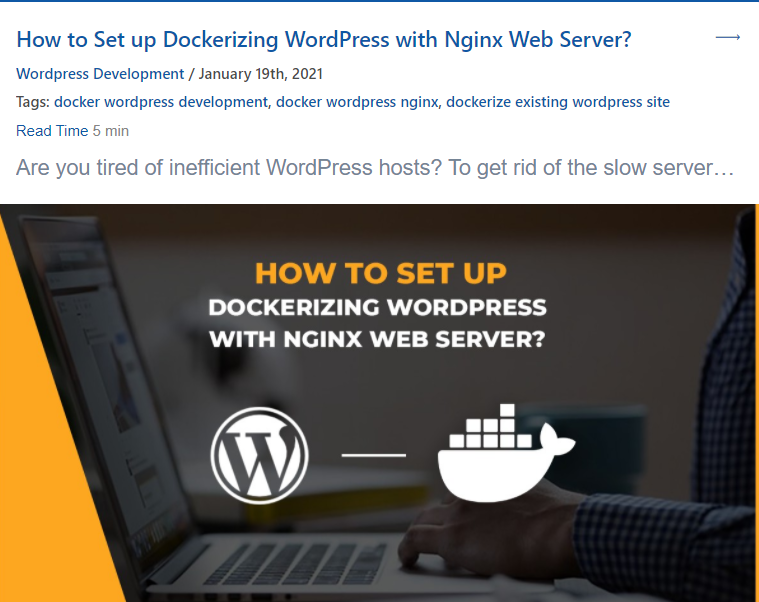 How to Set up Dockerizing WordPress with Nginx Web Server?
Wordpress Development / January 19th, 2021
Tags: docker wordpress development, docker wordpress nginx, dockerize existing wordpress site
Read Time 5 min
Are you tired of inefficient WordPress hosts? To get rid of the slow server…
HOW TO SET UP
DOCKERIZING WORDPRESS
WITH NGINX WEB SERVER?